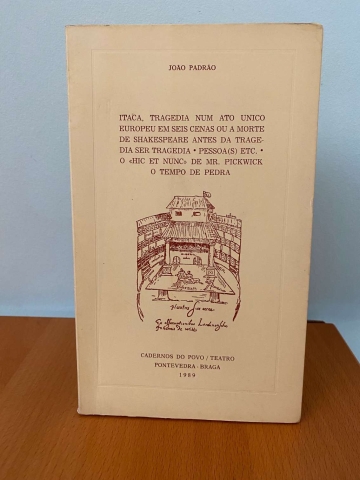 JOÃO PADRÃO
ITACA, TRAGEDIA NUM ATO UNICO
EUROPEU EM SEIS CENAS OU A MORTE
DE SHAKESPEARE ANTES DA TRAGE-
DIA SER TRAGEDIA • PESSOA(S) ETC. •
O «HIC ET NUNC» DE MR. PICKWICK
O TEMPO DE PEDRA
CADERNOS DO POVO / TEATRO
PONTEVEDRA-BRAGA
1989